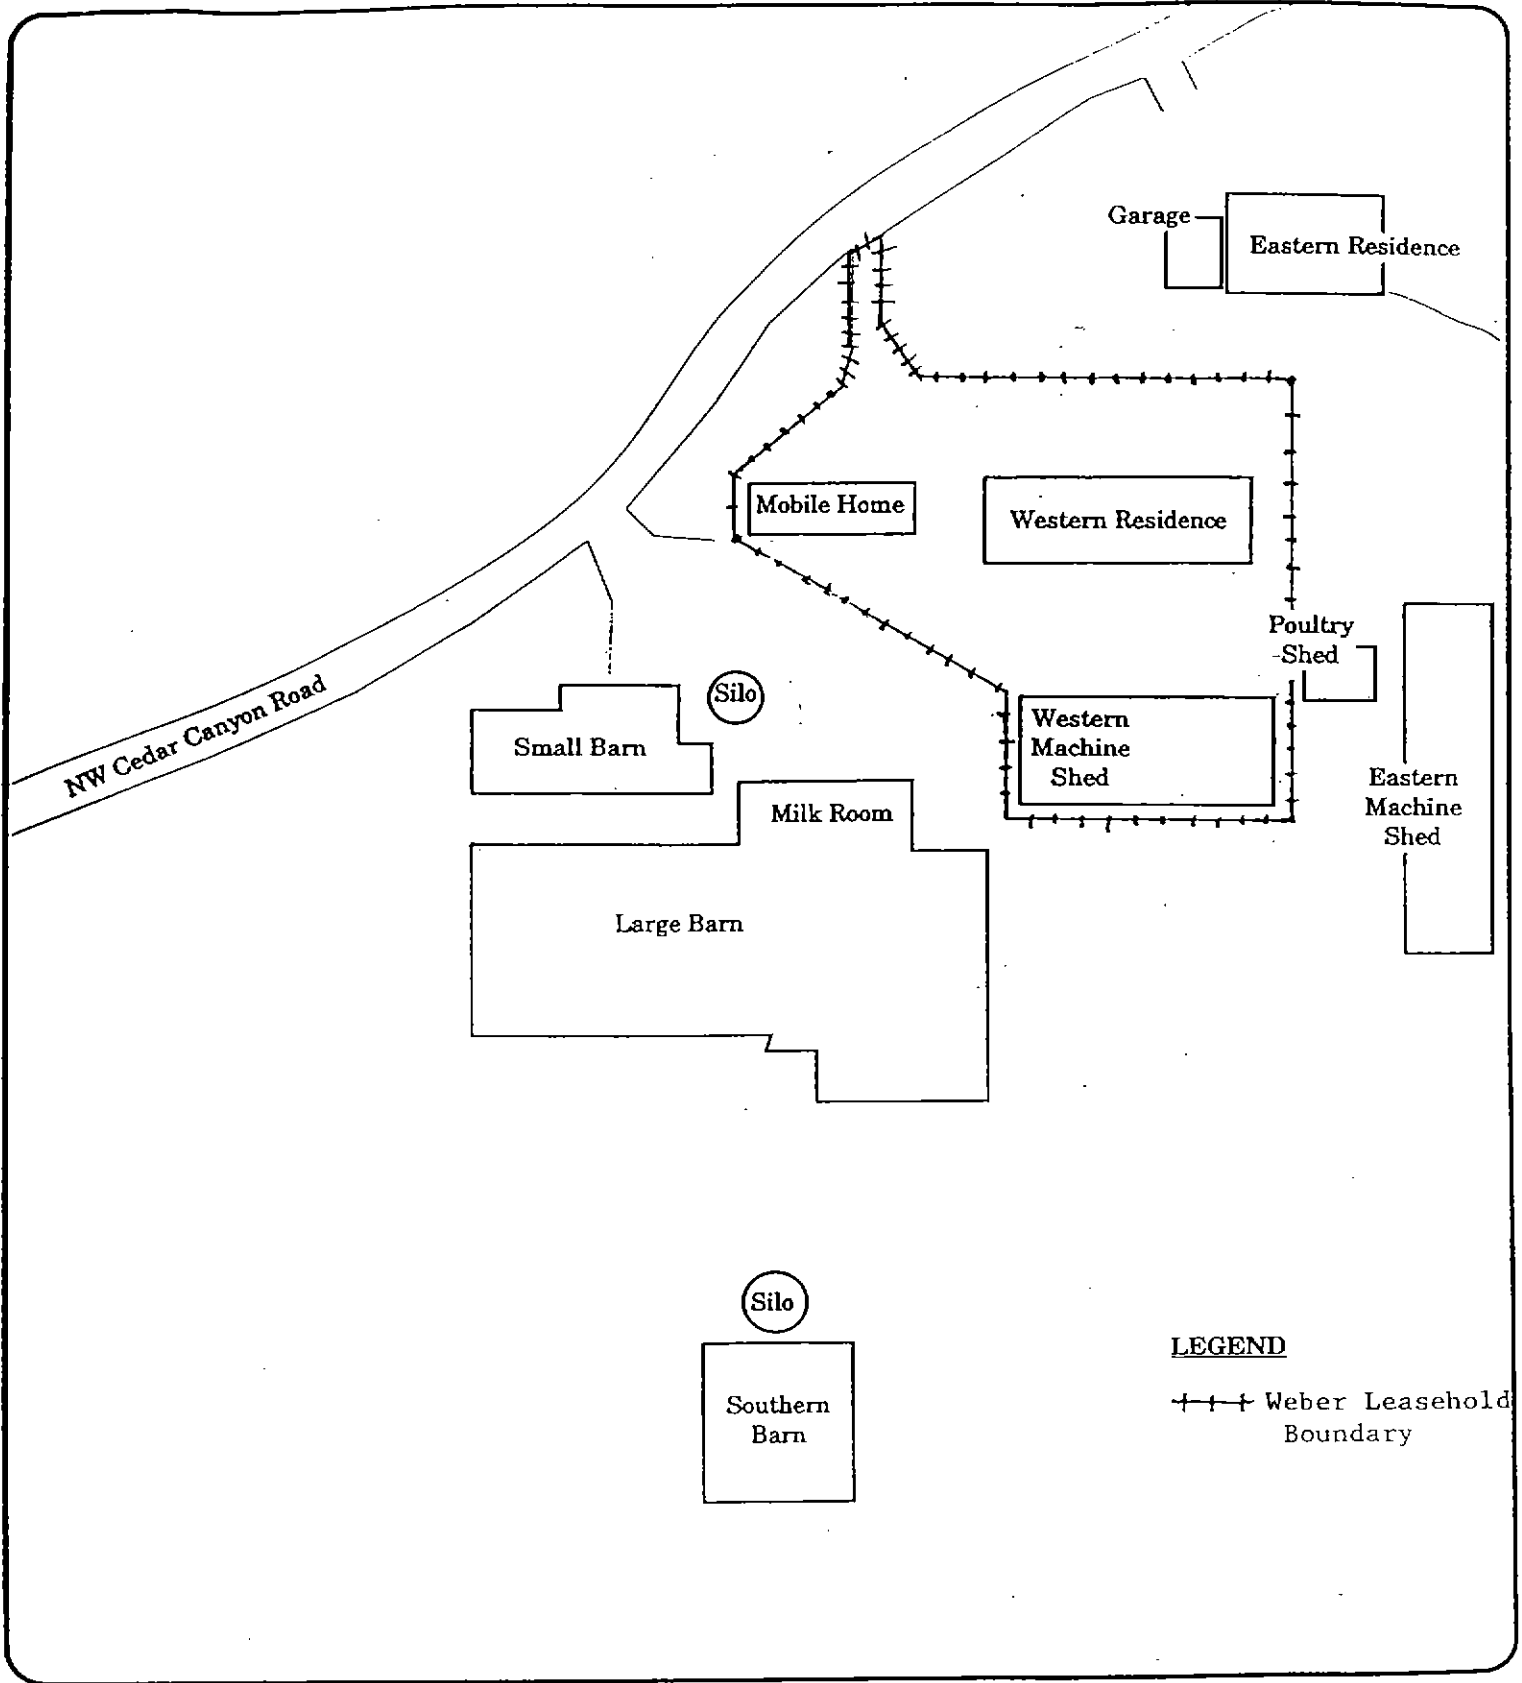 Garage
Eastern Residence
Mobile Home
Western Residence
Poultry
Shed
NW Cedar Canyon Road
Silo
Small Barn
Western
Machine
Shed
Eastern
Machine
Shed
Milk Room
Large Barn
Silo
Southern
Barn
LEGEND
Weber Leasehold
Boundary